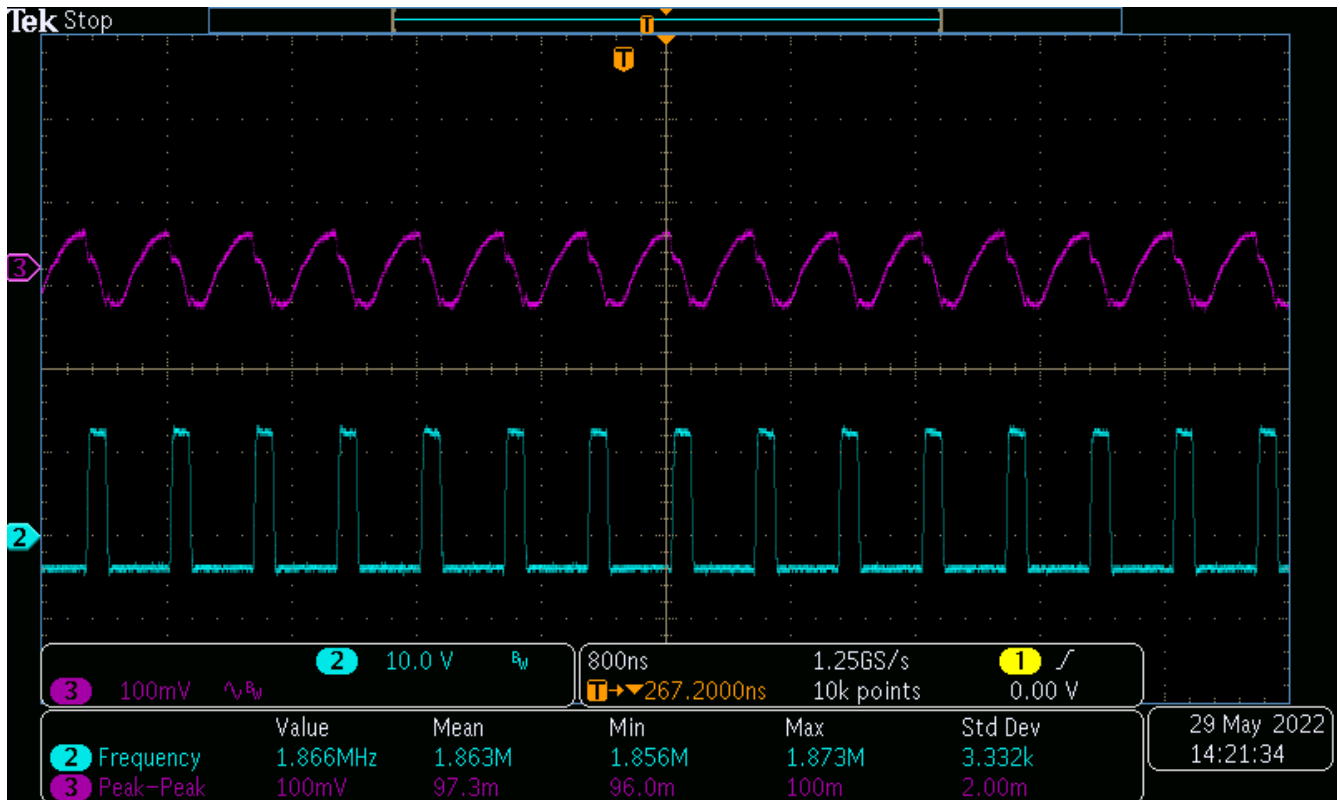 Tek Stop
T
T
3
2
2 10.0 V BW
3 100mV BW
800ns 1.25GS/s 1
T→▼267.2000ns 10k points 0.00 V
Value Mean Min Max Std Dev
2 Frequency 1.866MHz 1.863M 1.856M 1.873M 3.332k
3 Peak-Peak 100mV 97.3m 96.0m 100m 2.00m
29 May 2022
14:21:34